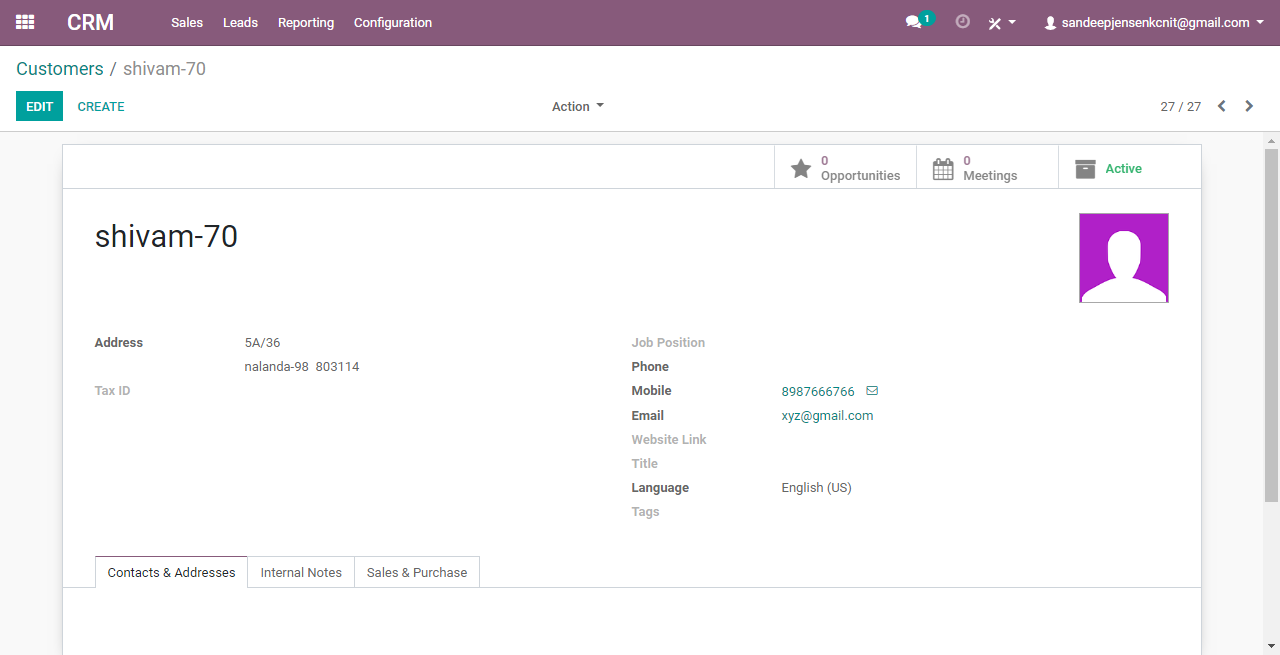 CRM Sales Leads Reporting Configuration 1 sandeepjensenkcnit@gmail.com
Customers / shivam-70
EDIT CREATE Action 27 / 27
0 Opportunities
0 Meetings
Active
shivam-70
Address 5A/36
nalanda-98 803114
Tax ID
Job Position
Phone
Mobile 8987666766
Email xyz@gmail.com
Website Link
Title
Language English (US)
Tags
Contacts & Addresses Internal Notes Sales & Purchase